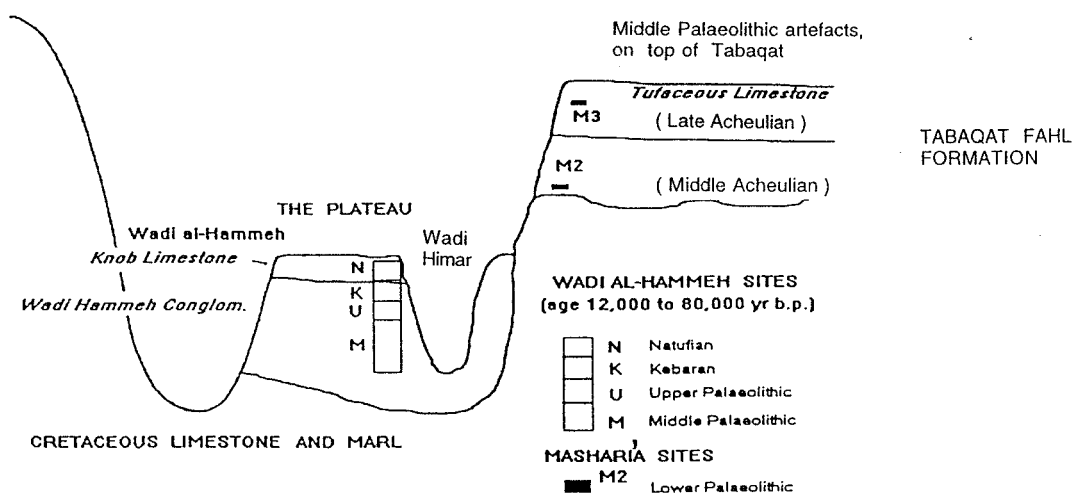 Middle Palaeolithic artefacts,
on top of Tabaqat
Tufaceous Limestone
M3
( Late Acheulian )
TABAQAT FAHL
FORMATION
M2
( Middle Acheulian )
THE PLATEAU
Wadi al-Hammeh
Knob Limestone
Wadi
Himar
N
K
Wadi Hammeh Conglom.
U
M
WADI AL-HAMMEH SITES
(age 12,000 to 80,000 yr b.p.)
N Natufian
K Kebaran
U Upper Palaeolithic
M Middle Palaeolithic
CRETACEOUS LIMESTONE AND MARL
MASHARI'A SITES
M2
Lower Palaeolithic